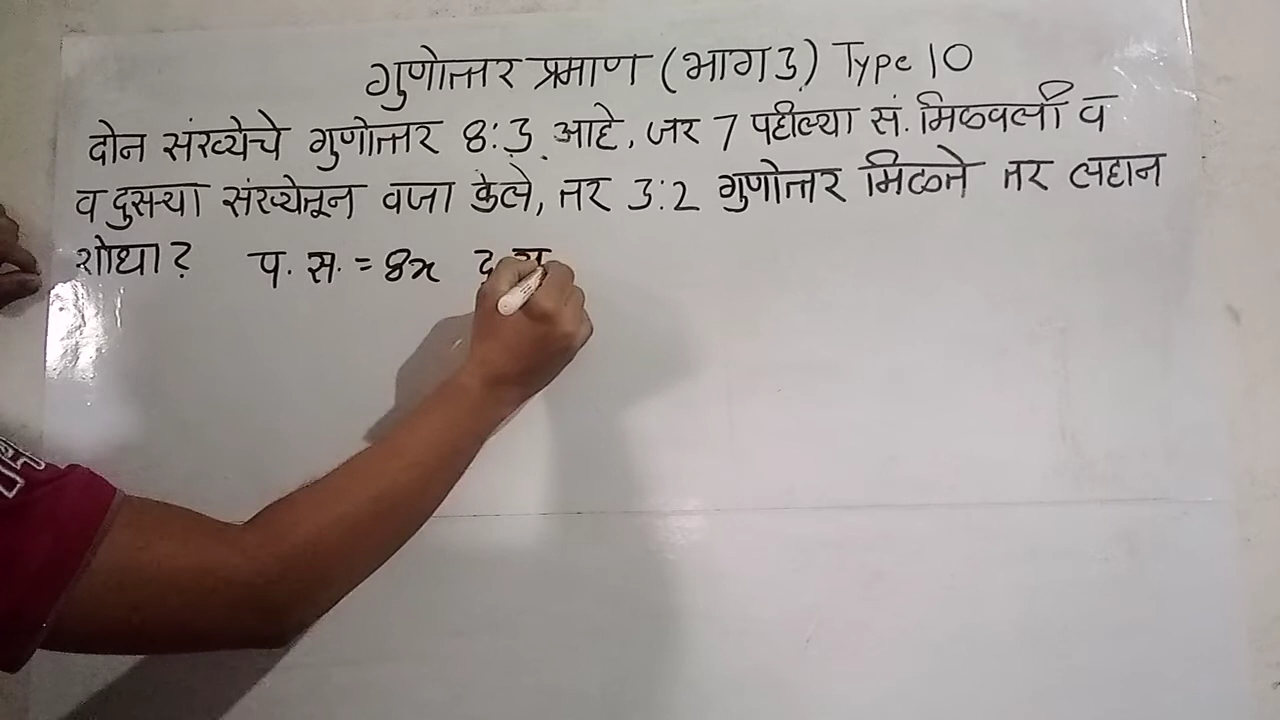 गुणोत्तर प्रमाण (भाग 3) Type 10
दोन संख्येचे गुणोत्तर 8:3 आहे, जर 7 पहील्या सं. मिळवली व
व दुसऱ्या संख्येतून वजा केले, तर 3:2 गुणोत्तर मिळते तर लहान
शोधा? प. स. = 8x दु